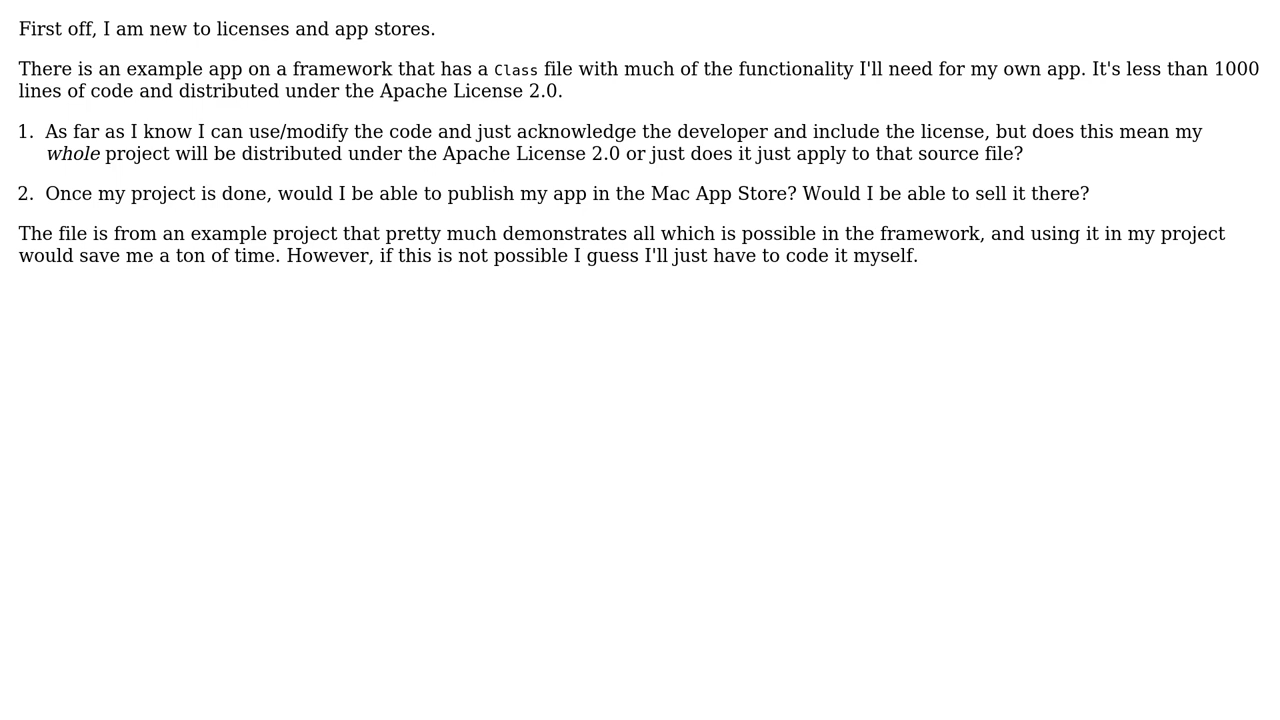 First off, I am new to licenses and app stores.
There is an example app on a framework that has a Class file with much of the functionality I'll need for my own app. It's less than 1000
lines of code and distributed under the Apache License 2.0.
1. As far as I know I can use/modify the code and just acknowledge the developer and include the license, but does this mean my
whole project will be distributed under the Apache License 2.0 or just does it just apply to that source file?
2. Once my project is done, would I be able to publish my app in the Mac App Store? Would I be able to sell it there?
The file is from an example project that pretty much demonstrates all which is possible in the framework, and using it in my project
would save me a ton of time. However, if this is not possible I guess I'll just have to code it myself.